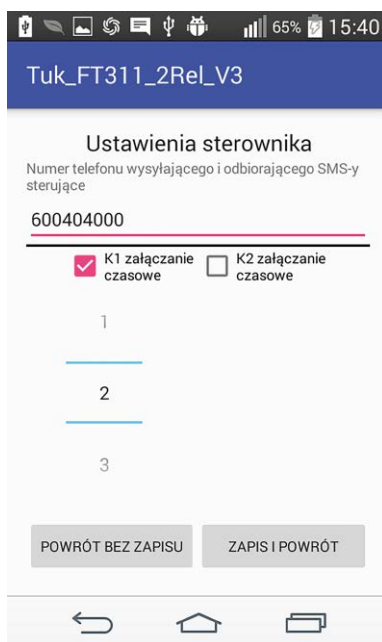 65% 15:40
Tuk_FT311_2Rel_V3
Ustawienia sterownika
Numer telefonu wysyłającego i odbiorającego SMS-y
sterujące
600404000
K1 załączanie
czasowe
K2 załączanie
czasowe
1
2
3
POWRÓT BEZ ZAPISU
ZAPIS I POWRÓT